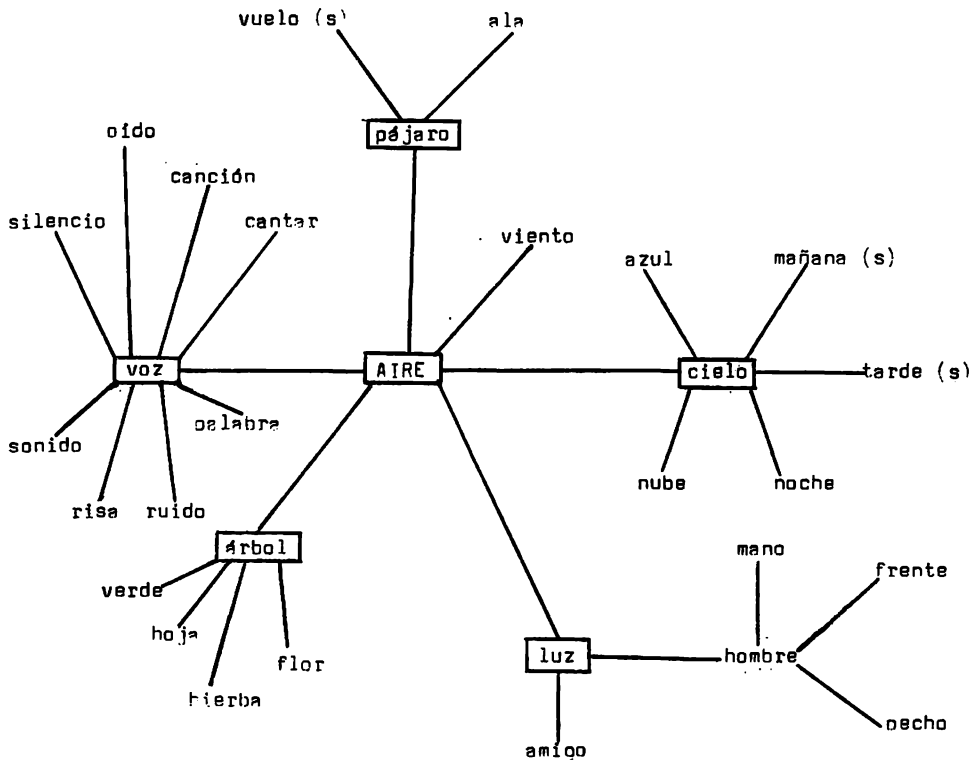 vuelo (s)
ala
pájaro
oído
canción
silencio
cantar
viento
azul
mañana (s)
voz
AIRE
cielo
tarde (s)
sonido
palabra
risa
ruido
nube
noche
árbol
verde
hoja
flor
hierba
mano
frente
luz
hombre
pecho
amigo